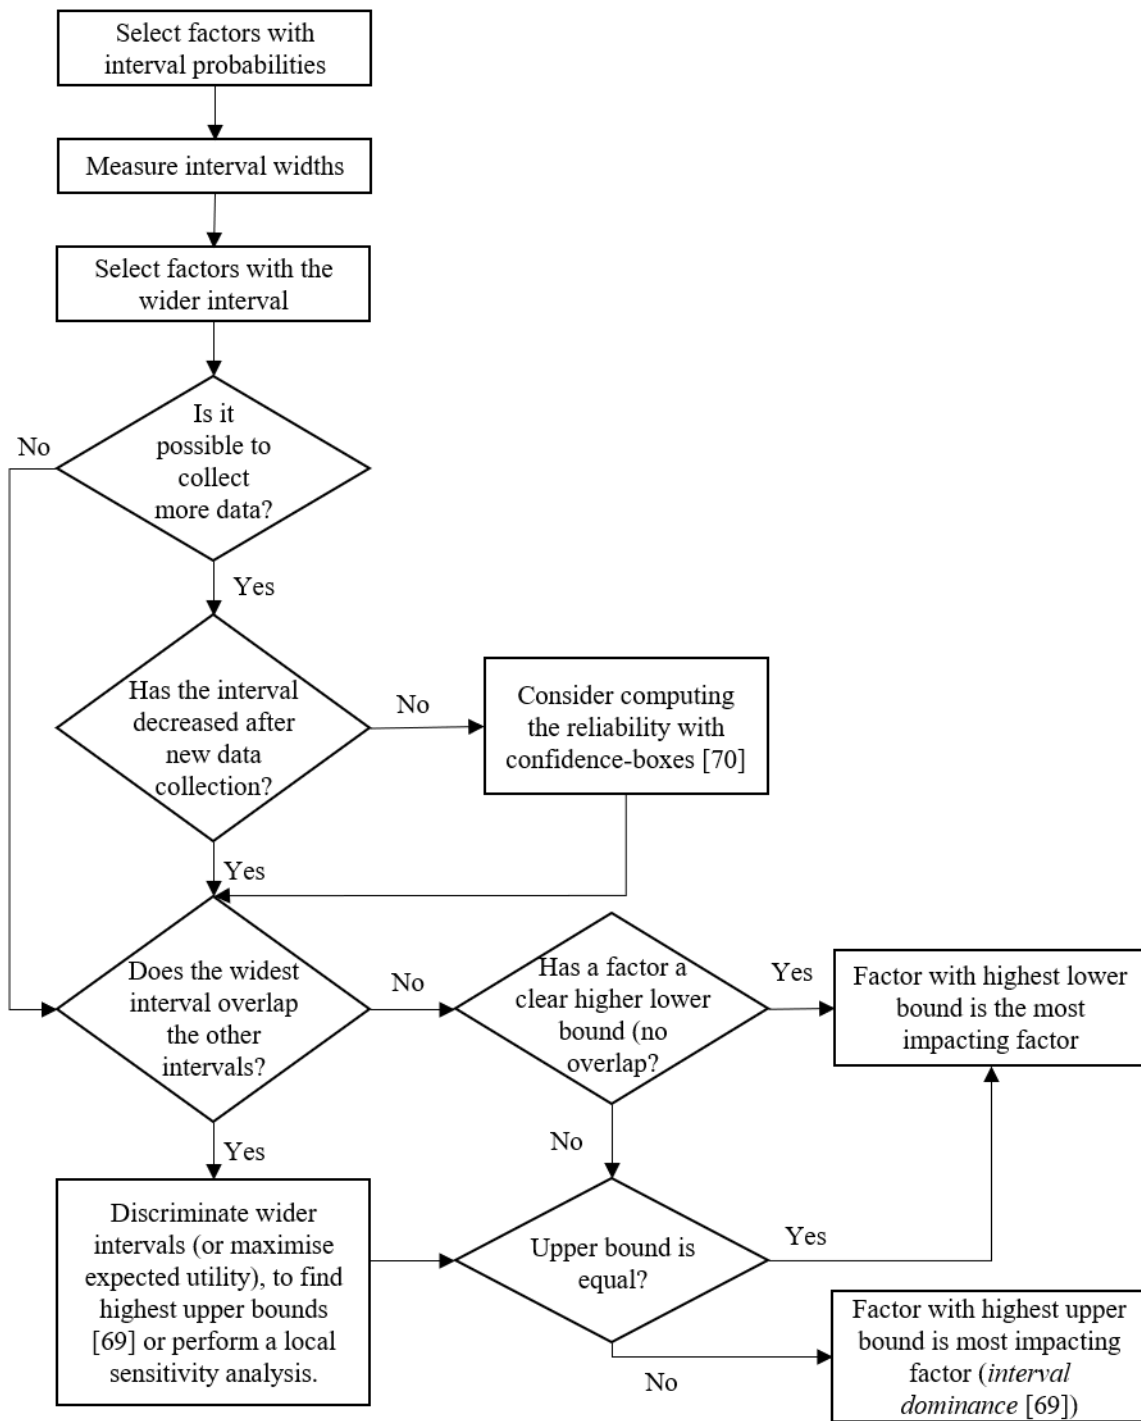 Select factors with
interval probabilities
Measure interval widths
Select factors with the
wider interval
Is it
possible to
collect
more data?
No
Yes
Has the interval
decreased after
new data
collection?
No
Consider computing
the reliability with
confidence-boxes [70]
Yes
Does the widest
interval overlap
the other
intervals?
No
Has a factor a
clear higher lower
bound (no
overlap?
Yes
Factor with highest lower
bound is the most
impacting factor
Yes
No
Discriminate wider
intervals (or maximise
expected utility), to find
highest upper bounds
[69] or perform a local
sensitivity analysis.
Upper bound is
equal?
Yes
No
Factor with highest upper
bound is most impacting
factor (interval
dominance [69])